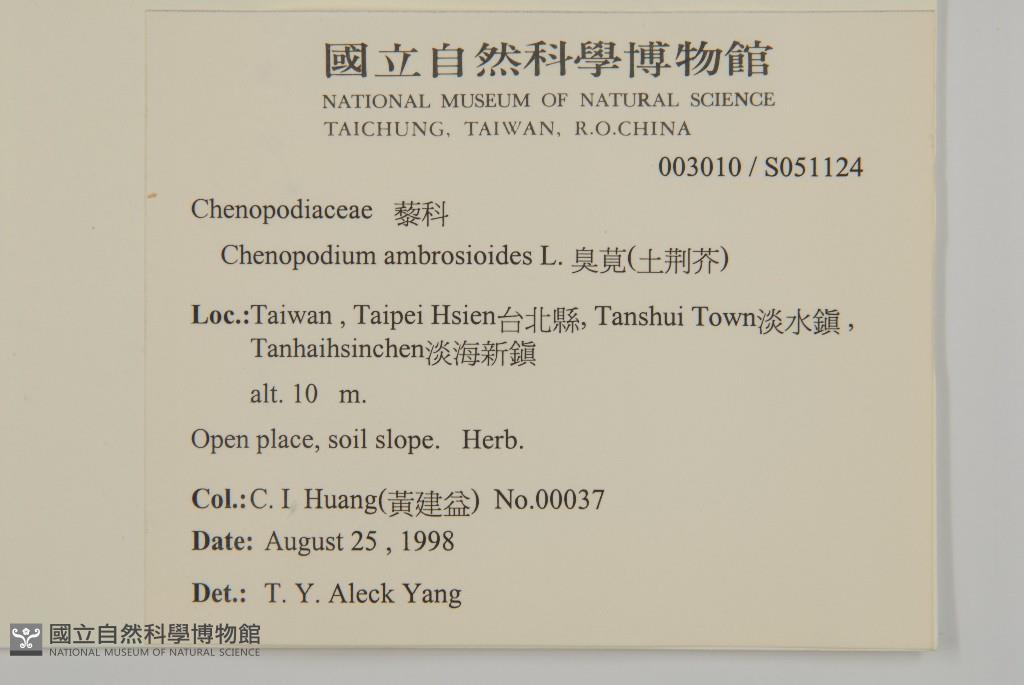 國立自然科學博物館
NATIONAL MUSEUM OF NATURAL SCIENCE
TAICHUNG, TAIWAN, R.O.CHINA
003010 / S051124
Chenopodiaceae 藜科
Chenopodium ambrosioides L. 臭莧(土荆芥)
Loc.:Taiwan , Taipei Hsien台北縣, Tanshui Town淡水鎮 ,
Tanhaihsinchen淡海新鎮
alt. 10 m.
Open place, soil slope. Herb.
Col.:C. I Huang(黃建益) No.00037
Date: August 25 , 1998
Det.: T. Y. Aleck Yang
國立自然科學博物館
NATIONAL MUSEUM OF NATURAL SCIENCE